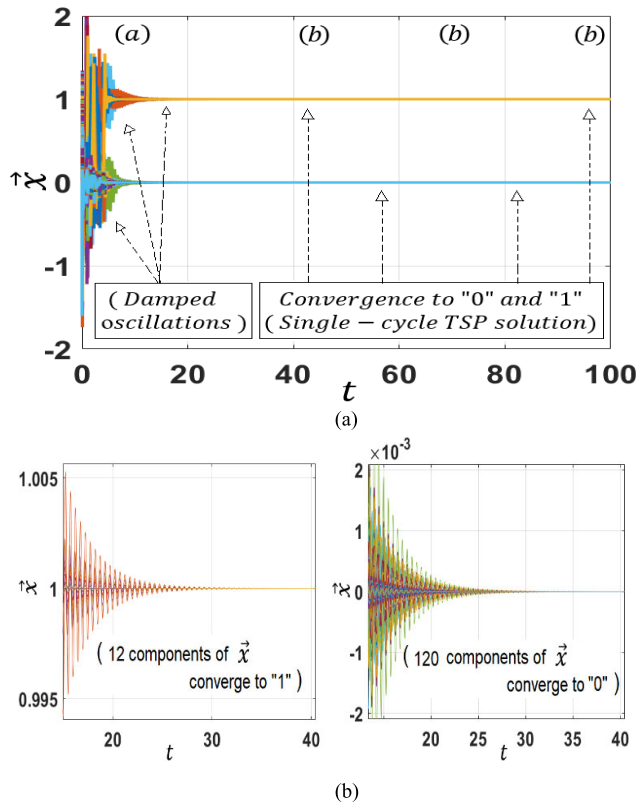 2
1
0
-1
-2
x⃗
(a)
(b)
(b)
(b)
( Damped
oscillations )
Convergence to "0" and "1"
( Single − cycle TSP solution)
0
20
40
60
80
100
t
(a)
1.005
1
0.995
x⃗
( 12 components of x⃗
converge to "1" )
20
30
40
t
×10⁻³
2
1
0
-1
-2
x⃗
( 120 components of x⃗
converge to "0" )
15
20
25
30
35
40
t
(b)